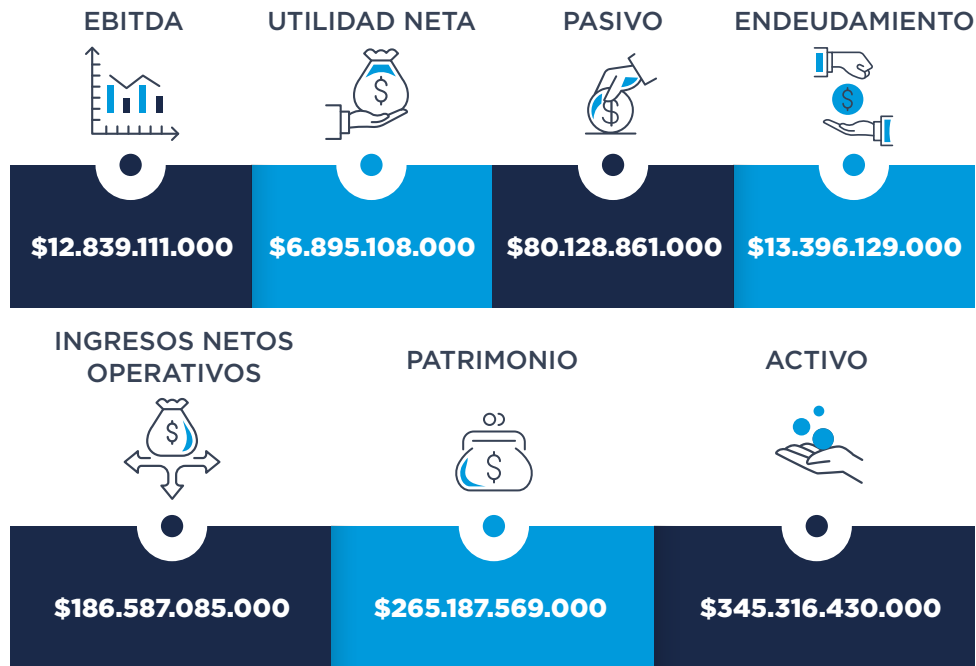 EBITDA
UTILIDAD NETA
PASIVO
ENDEUDAMIENTO
$
$
$
$12.839.111.000
$6.895.108.000
$80.128.861.000
$13.396.129.000
INGRESOS NETOS
OPERATIVOS
PATRIMONIO
ACTIVO
$
$
$186.587.085.000
$265.187.569.000
$345.316.430.000